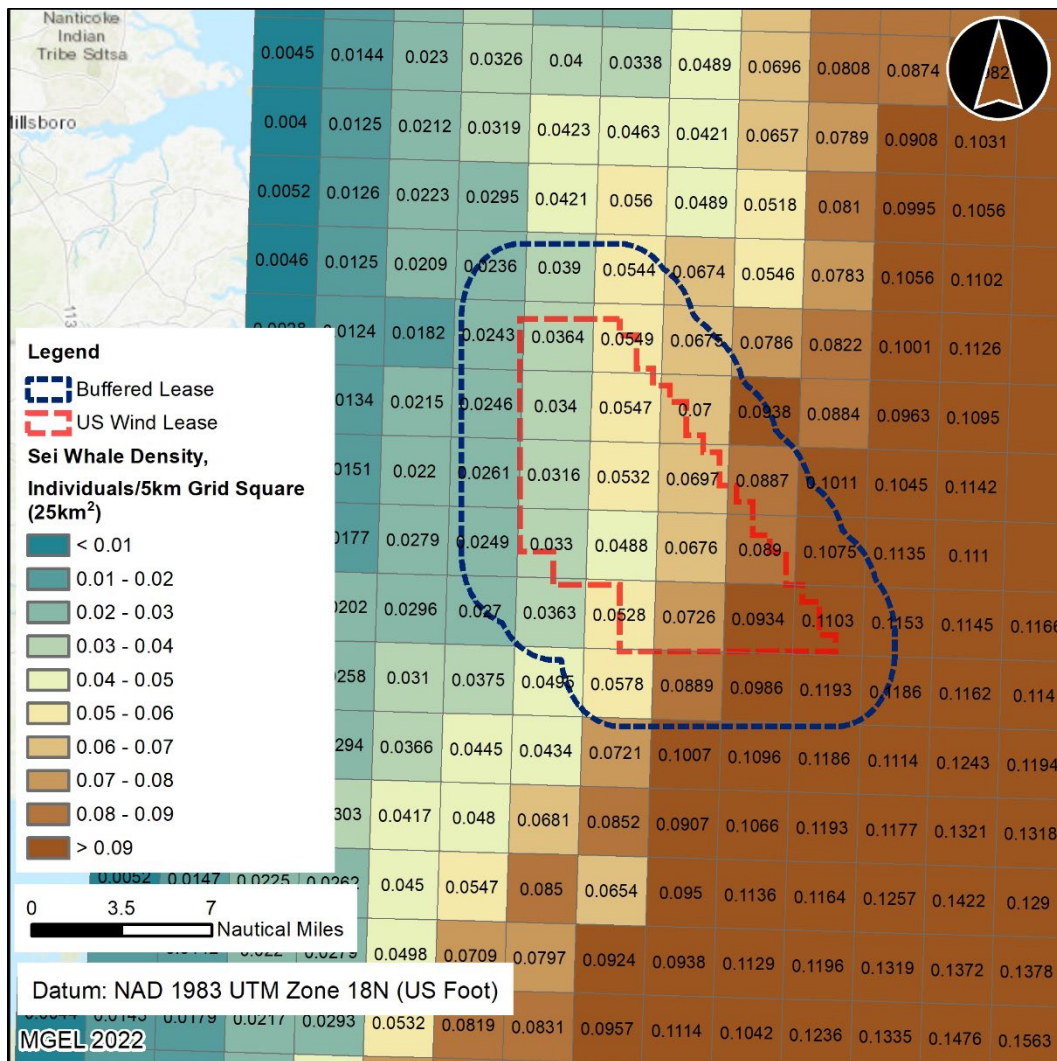 Nanticoke
Indian
Tribe Sdtsa
0.0045 0.0144 0.023 0.0326 0.04 0.0338 0.0489 0.0696 0.0808 0.0874 982
illsboro
0.004 0.0125 0.0212 0.0319 0.0423 0.0463 0.0421 0.0657 0.0789 0.0908 0.1031
0.0052 0.0126 0.0223 0.0295 0.0421 0.056 0.0489 0.0518 0.081 0.0995 0.1056
0.0046 0.0125 0.0209 0.0236 0.039 0.0544 0.0674 0.0546 0.0783 0.1056 0.1102
113
0.0124 0.0182 0.0243 0.0364 0.0549 0.0675 0.0786 0.0822 0.1001 0.1126
0134 0.0215 0.0246 0.034 0.0547 0.07 0.0938 0.0884 0.0963 0.1095
0151 0.022 0.0261 0.0316 0.0532 0.0697 0.0887 0.1011 0.1045 0.1142
0177 0.0279 0.0249 0.033 0.0488 0.0676 0.089 0.1075 0.1135 0.111
0202 0.0296 0.027 0.0363 0.0528 0.0726 0.0934 0.1103 0.1153 0.1145 0.1166
0258 0.031 0.0375 0.0495 0.0578 0.0889 0.0986 0.1193 0.1186 0.1162 0.114
294 0.0366 0.0445 0.0434 0.0721 0.1007 0.1096 0.1186 0.1114 0.1243 0.1194
303 0.0417 0.048 0.0681 0.0852 0.0907 0.1066 0.1193 0.1177 0.1321 0.1318
0.0052 0.0147 0.0225 0.0262 0.045 0.0547 0.085 0.0654 0.095 0.1136 0.1164 0.1257 0.1422 0.129
0.0498 0.0709 0.0797 0.0924 0.0938 0.1129 0.1196 0.1319 0.1372 0.1378
0.0179 0.0217 0.0293 0.0532 0.0819 0.0831 0.0957 0.1114 0.1042 0.1236 0.1335 0.1476 0.1563
Legend
Buffered Lease
US Wind Lease
Sei Whale Density,
Individuals/5km Grid Square
(25km²)
< 0.01
0.01 - 0.02
0.02 - 0.03
0.03 - 0.04
0.04 - 0.05
0.05 - 0.06
0.06 - 0.07
0.07 - 0.08
0.08 - 0.09
> 0.09
0 3.5 7
Nautical Miles
Datum: NAD 1983 UTM Zone 18N (US Foot)
MGEL 2022